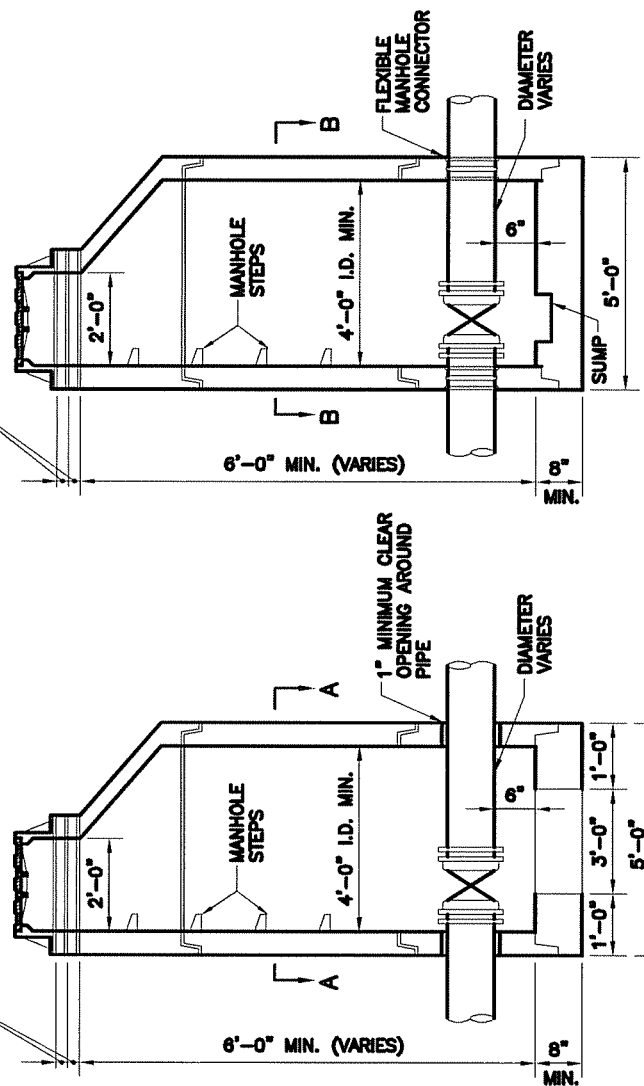 2'-0"
MANHOLE
STEPS
B
B
4'-0" I.D. MIN.
FLEXIBLE
MANHOLE
CONNECTOR
DIAMETER
VARIES
6"
SUMP
5'-0"
6'-0" MIN. (VARIES)
8"
MIN.
2'-0"
MANHOLE
STEPS
A
A
4'-0" I.D. MIN.
1" MINIMUM CLEAR
OPENING AROUND
PIPE
DIAMETER
VARIES
6"
1'-0"
3'-0"
1'-0"
5'-0"
6'-0" MIN. (VARIES)
8"
MIN.